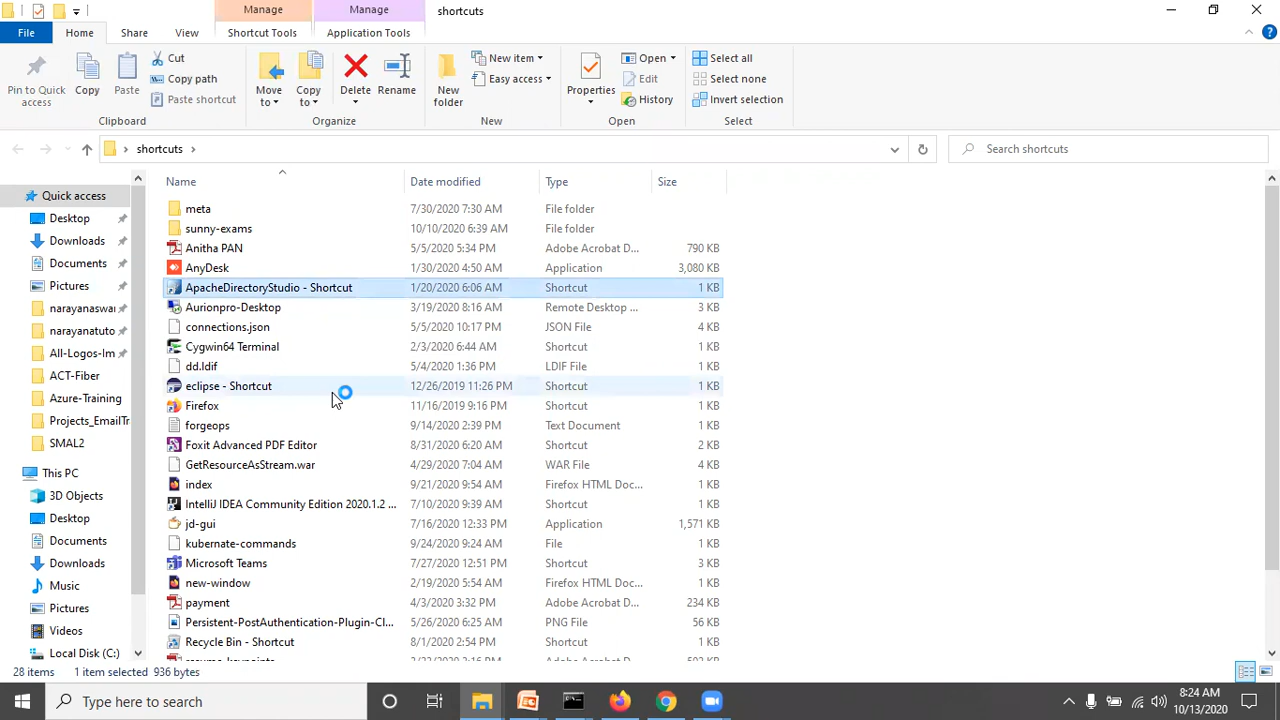 Manage
Manage
shortcuts
File
Home
Share
View
Shortcut Tools
Application Tools
Pin to Quick access
Copy
Paste
Cut
Copy path
Paste shortcut
Clipboard
Move to
Copy to
Delete
Rename
Organize
New folder
New item
Easy access
New
Properties
Open
Edit
History
Open
Select all
Select none
Invert selection
Select
shortcuts
Search shortcuts
Name
Date modified
Type
Size
Quick access
Desktop
Downloads
Documents
Pictures
narayanaswar
narayanatuto
All-Logos-Im
ACT-Fiber
Azure-Training
Projects_EmailTr
SMAL2
This PC
3D Objects
Desktop
Documents
Downloads
Music
Pictures
Videos
Local Disk (C:)
meta 7/30/2020 7:30 AM File folder
sunny-exams 10/10/2020 6:39 AM File folder
Anitha PAN 5/5/2020 5:34 PM Adobe Acrobat D... 790 KB
AnyDesk 1/30/2020 4:50 AM Application 3,080 KB
ApacheDirectoryStudio - Shortcut 1/20/2020 6:06 AM Shortcut 1 KB
Aurionpro-Desktop 3/19/2020 8:16 AM Remote Desktop ... 3 KB
connections.json 5/5/2020 10:17 PM JSON File 4 KB
Cygwin64 Terminal 2/3/2020 6:44 AM Shortcut 1 KB
dd.ldif 5/4/2020 1:36 PM LDIF File 1 KB
eclipse - Shortcut 12/26/2019 11:26 PM Shortcut 1 KB
Firefox 11/16/2019 9:16 PM Shortcut 1 KB
forgeops 9/14/2020 2:39 PM Text Document 1 KB
Foxit Advanced PDF Editor 8/31/2020 6:20 AM Shortcut 2 KB
GetResourceAsStream.war 4/29/2020 7:04 AM WAR File 4 KB
index 9/21/2020 9:54 AM Firefox HTML Doc... 1 KB
IntelliJ IDEA Community Edition 2020.1.2 ... 7/10/2020 9:39 AM Shortcut 1 KB
jd-gui 7/16/2020 12:33 PM Application 1,571 KB
kubernate-commands 9/24/2020 9:24 AM File 1 KB
Microsoft Teams 7/27/2020 12:51 PM Shortcut 3 KB
new-window 2/19/2020 5:54 AM Firefox HTML Doc... 1 KB
payment 4/3/2020 3:32 PM Adobe Acrobat D... 234 KB
Persistent-PostAuthentication-Plugin-Cl... 5/26/2020 6:25 AM PNG File 56 KB
Recycle Bin - Shortcut 8/1/2020 2:54 PM Shortcut 1 KB
28 items 1 item selected 936 bytes
Type here to search
8:24 AM
10/13/2020